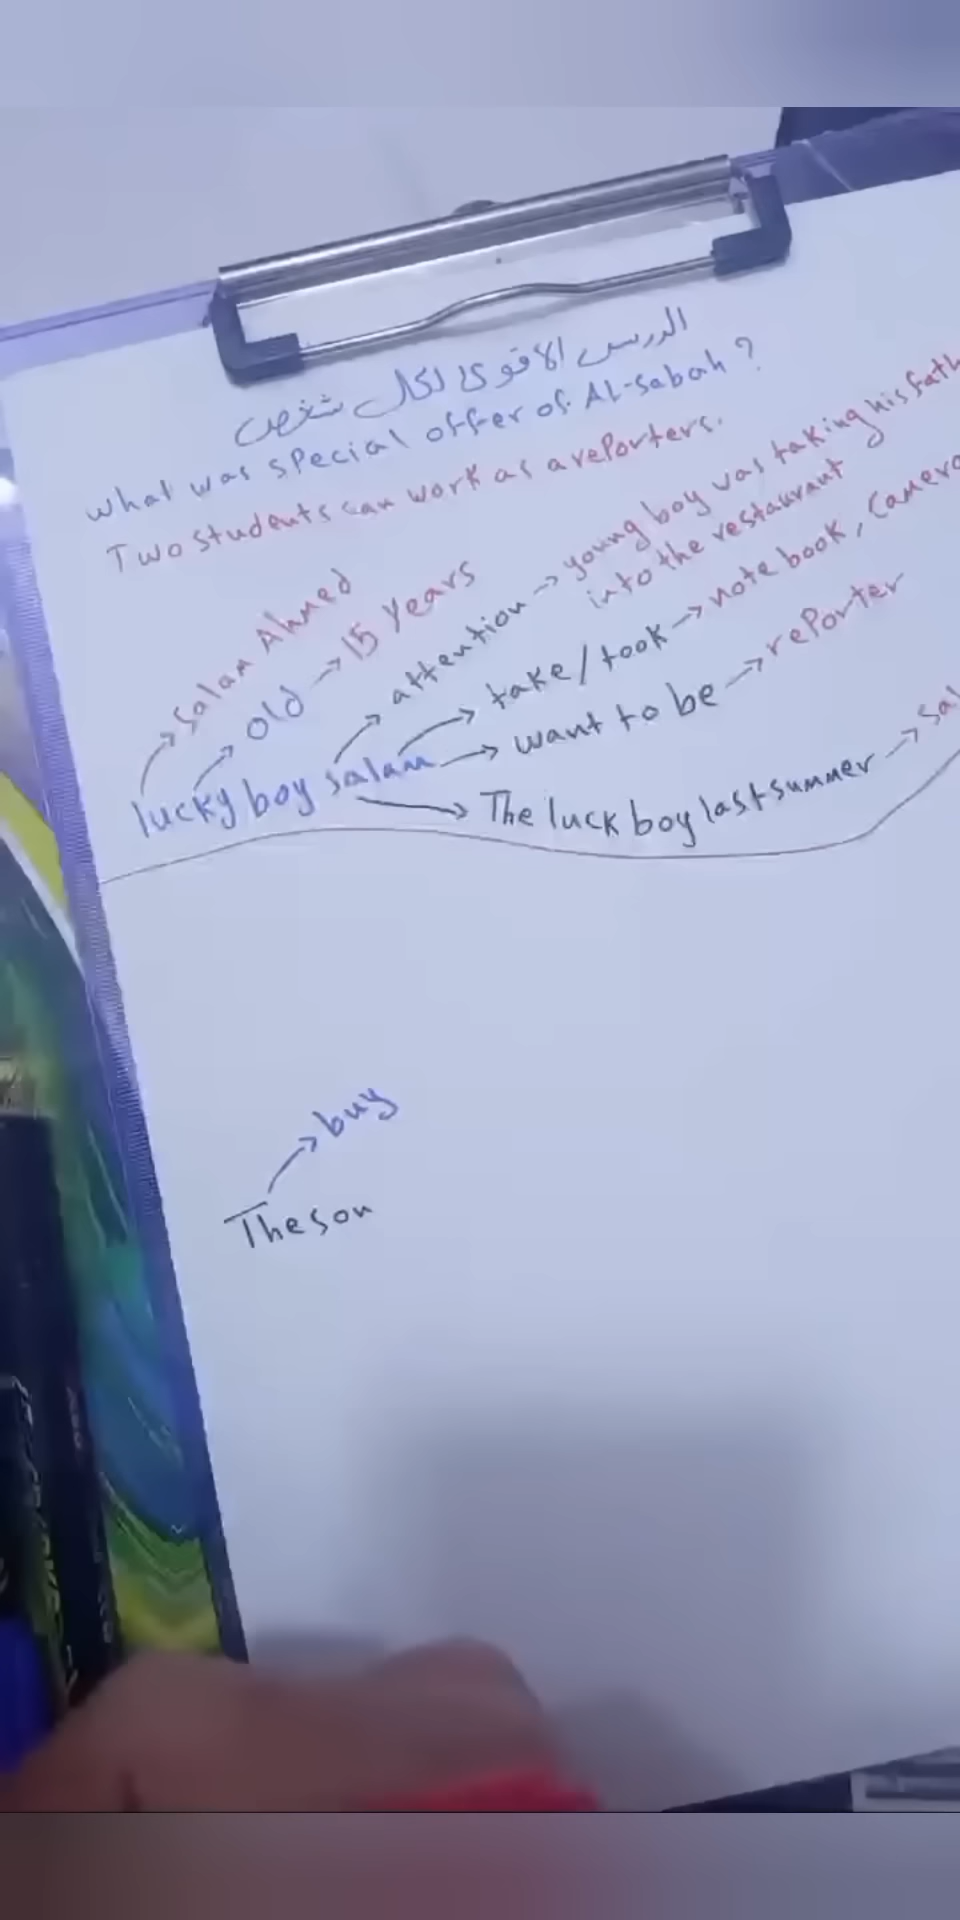 الدرس الاقوى لكل شخص
what was special offer of Al-sabah ?
Two students can work as a reporters.
salam Ahmed
old → 15 years
attention → young boy was taking his fath
into the restaurant
take / took → note book, Camera
want to be → reporter
lucky boy salam
The luck boy last summer → sal
buy
The son